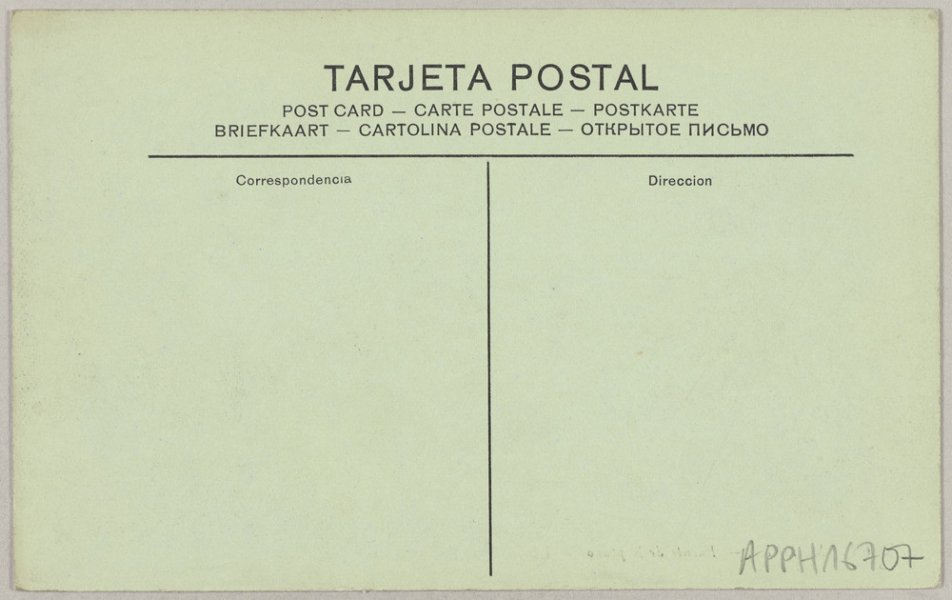 TARJETA POSTAL
POST CARD — CARTE POSTALE — POSTKARTE
BRIEFKAART — CARTOLINA POSTALE — ОТКРЫТОЕ ПИСЬМО
Correspondencia
Direccion
APPH16707